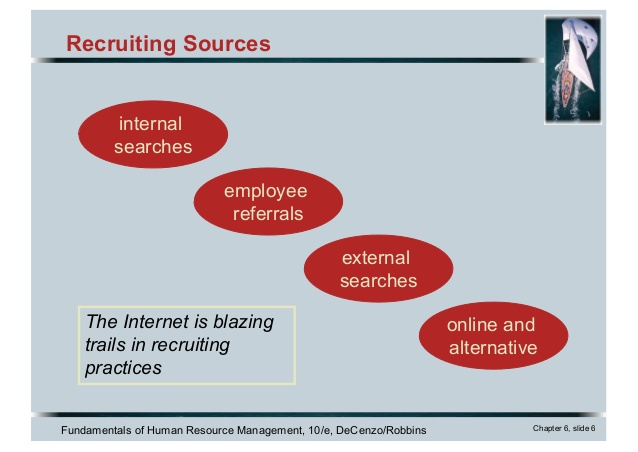 Recruiting Sources
internal
searches
employee
referrals
external
searches
online and
alternative
The Internet is blazing
trails in recruiting
practices
Fundamentals of Human Resource Management, 10/e, DeCenzo/Robbins
Chapter 6, slide 6